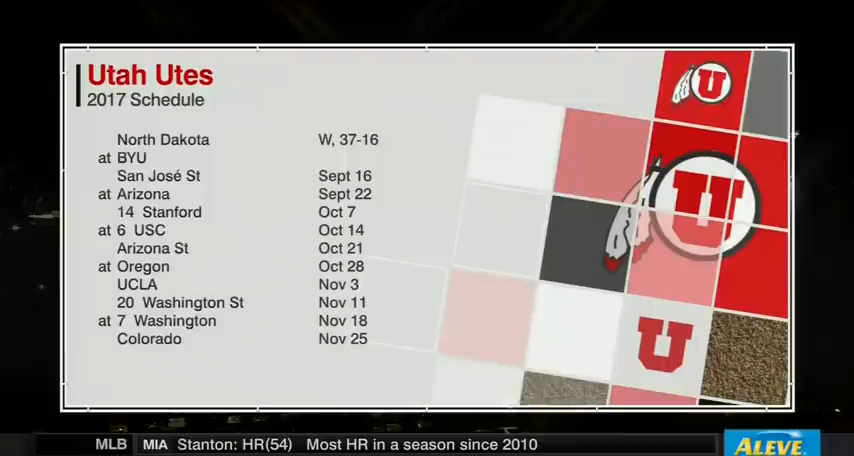 Utah Utes
2017 Schedule
North Dakota W, 37-16
at BYU
San José St Sept 16
at Arizona Sept 22
14 Stanford Oct 7
at 6 USC Oct 14
Arizona St Oct 21
at Oregon Oct 28
UCLA Nov 3
20 Washington St Nov 11
at 7 Washington Nov 18
Colorado Nov 25
U
U
U
MLB MIA Stanton: HR(54) Most HR in a season since 2010
ALEVE